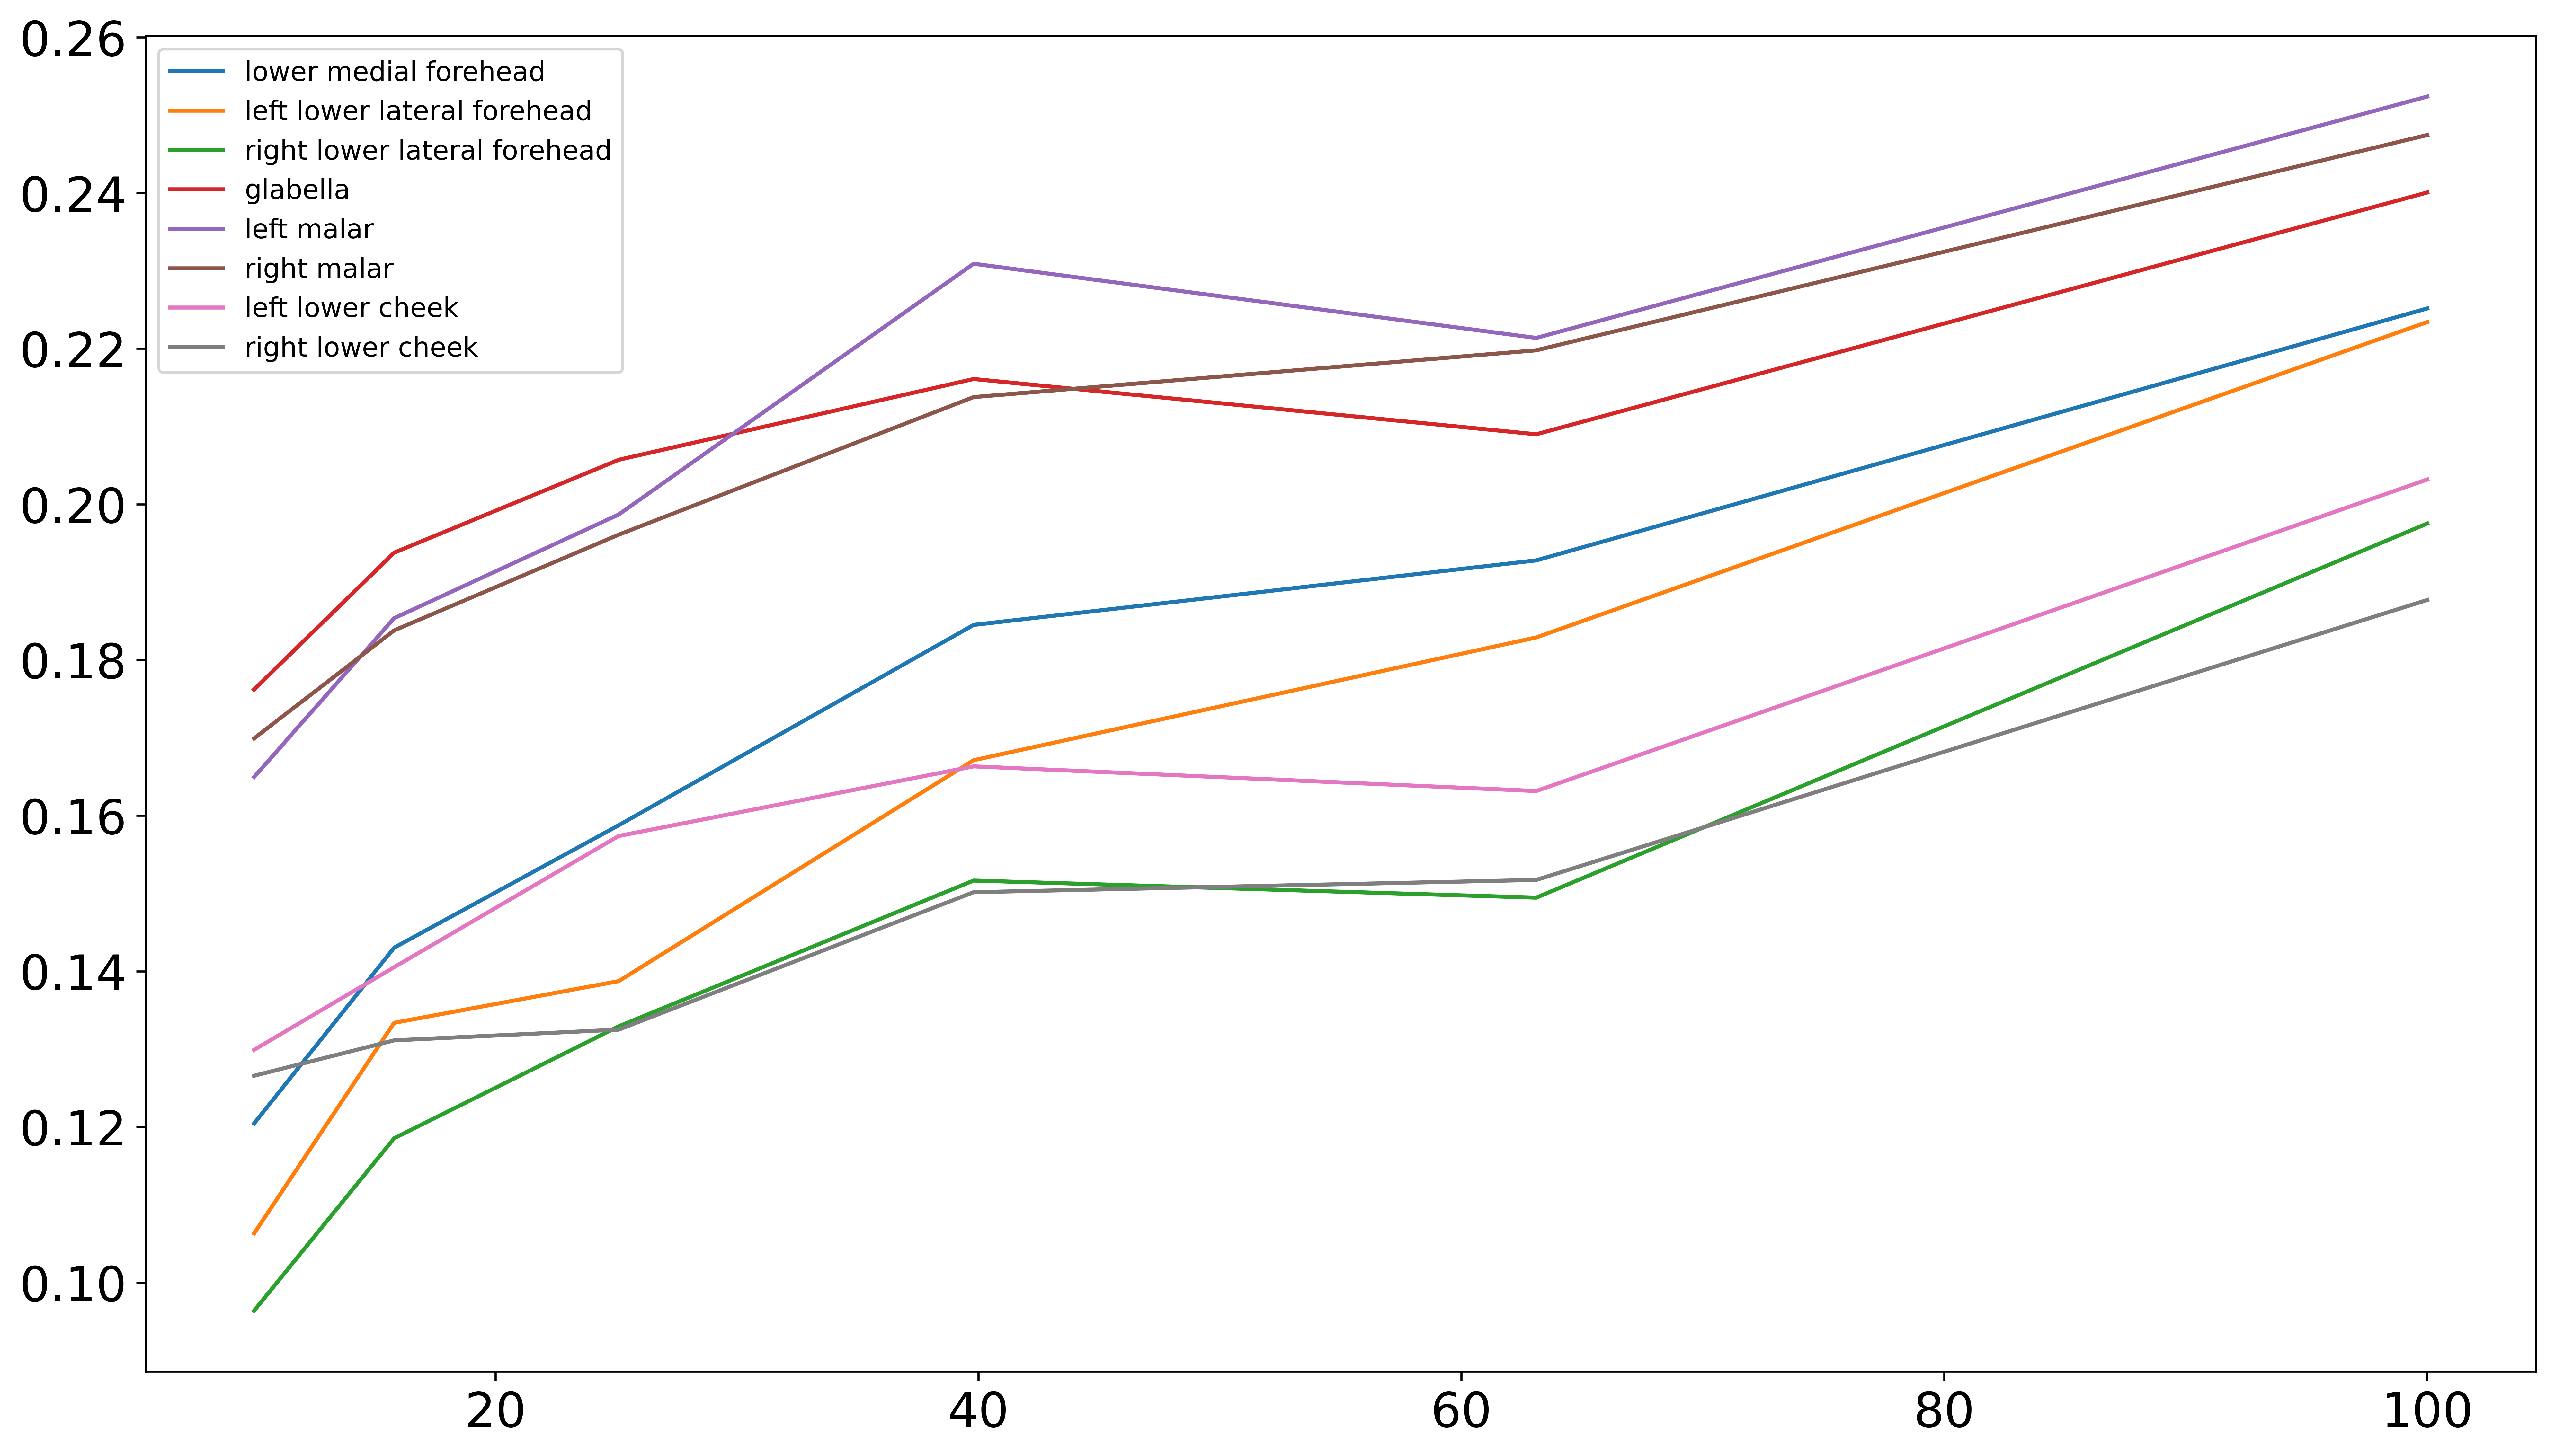 0.26
0.24
0.22
0.20
0.18
0.16
0.14
0.12
0.10
lower medial forehead
left lower lateral forehead
right lower lateral forehead
glabella
left malar
right malar
left lower cheek
right lower cheek
20 40 60 80 100